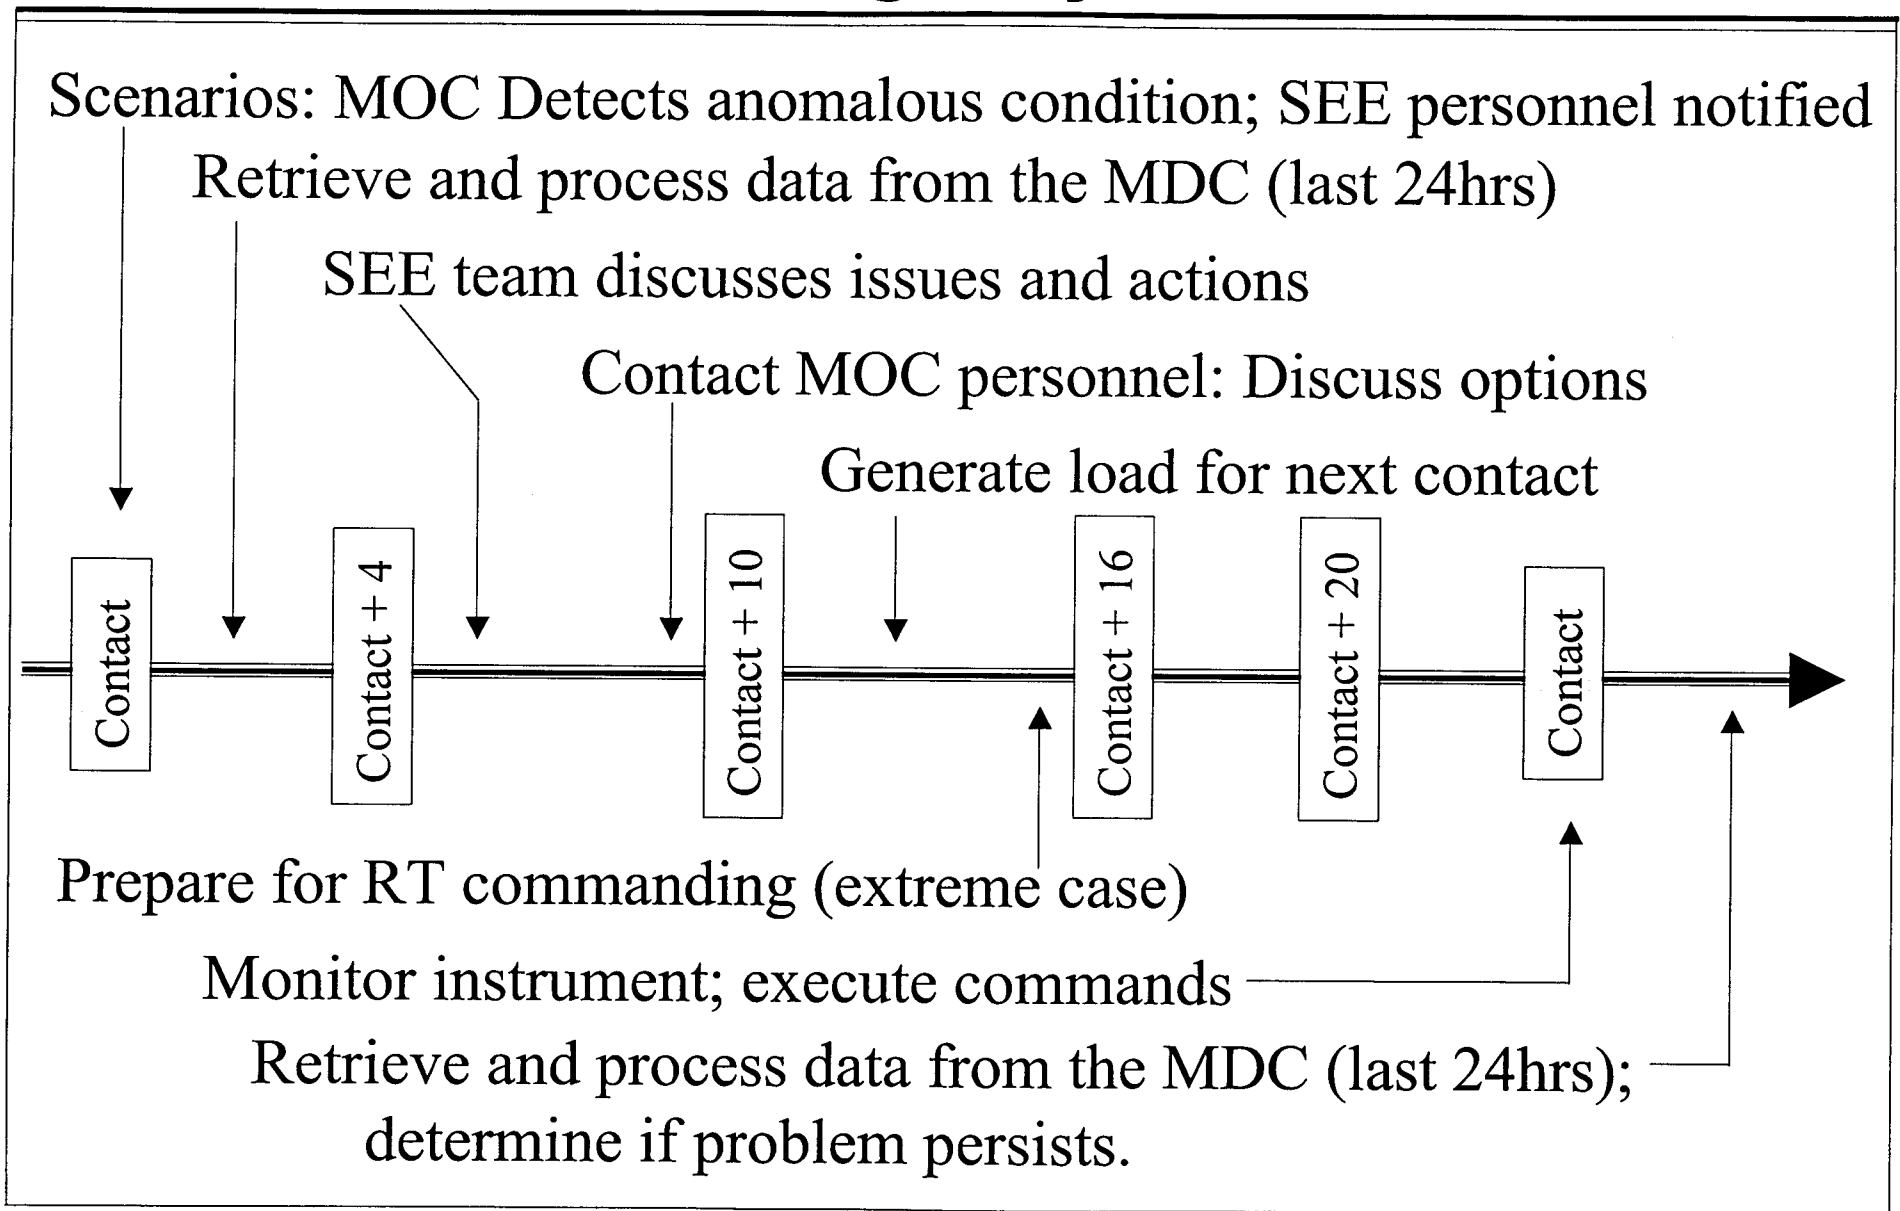 Scenarios: MOC Detects anomalous condition; SEE personnel notified
Retrieve and process data from the MDC (last 24hrs)
SEE team discusses issues and actions
Contact MOC personnel: Discuss options
Generate load for next contact
Contact
Contact + 4
Contact + 10
Contact + 16
Contact + 20
Contact
Prepare for RT commanding (extreme case)
Monitor instrument; execute commands
Retrieve and process data from the MDC (last 24hrs);
determine if problem persists.